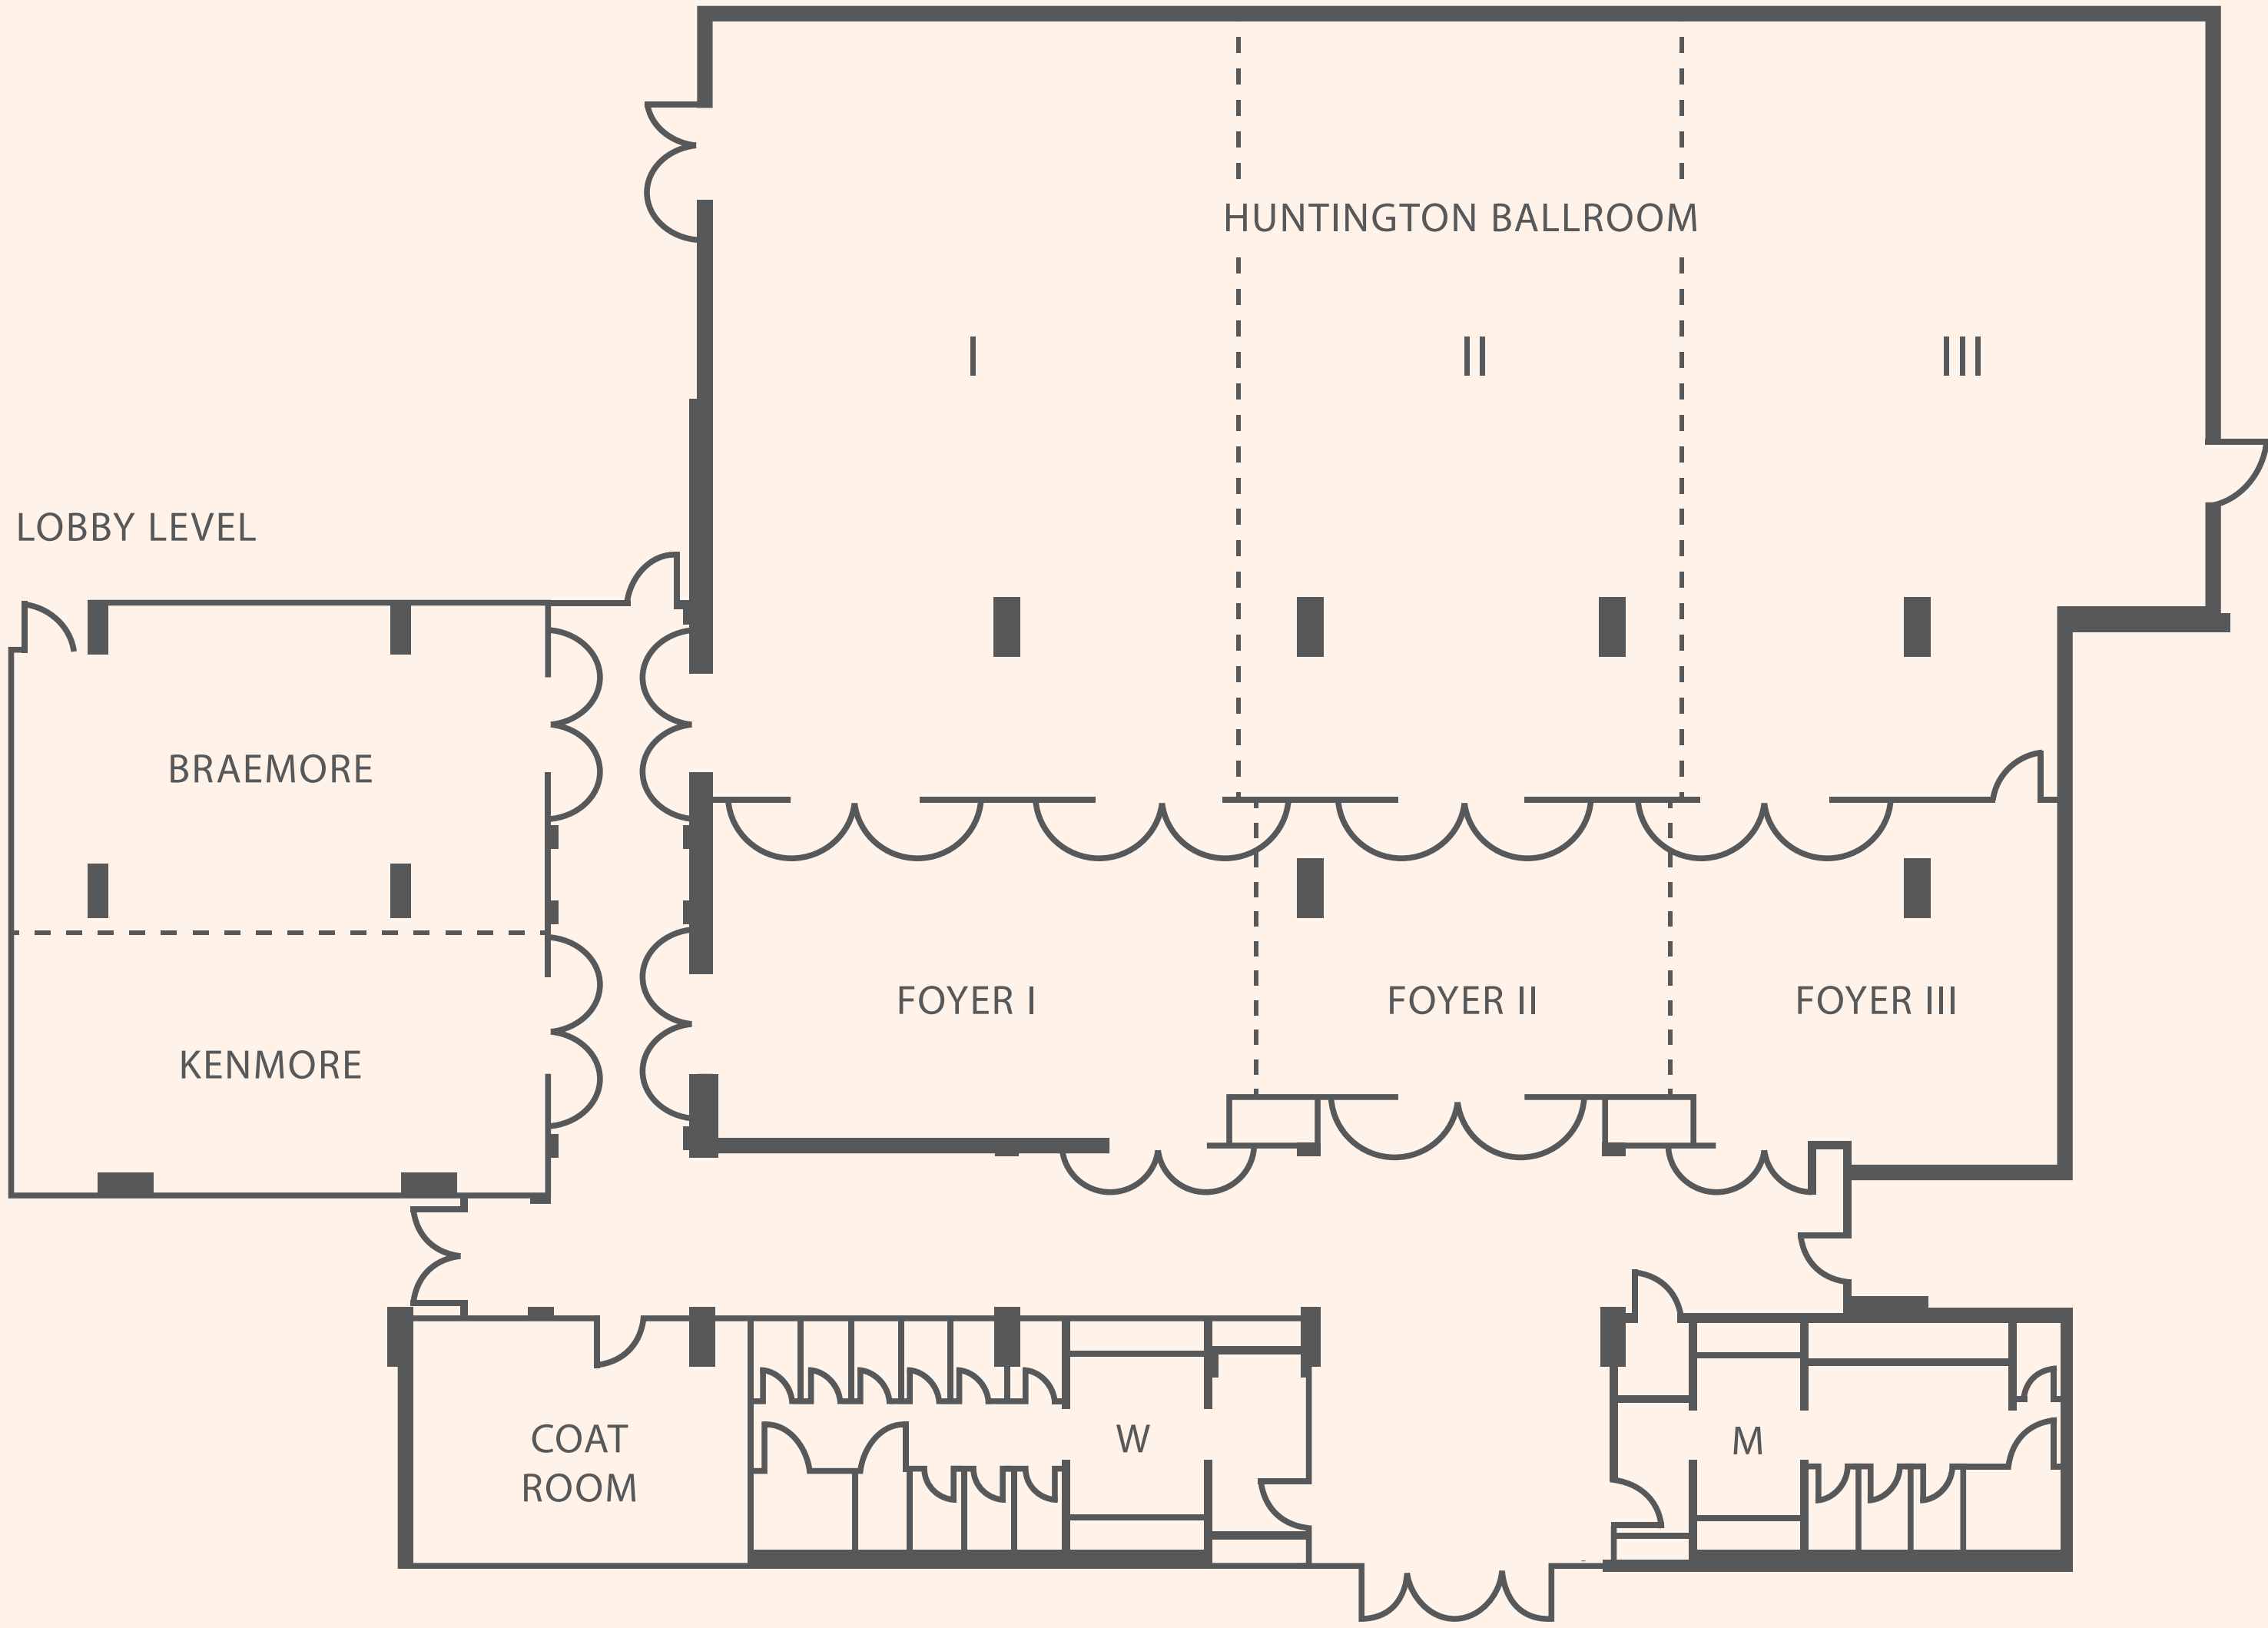 HUNTINGTON BALLROOM
I
II
III
LOBBY LEVEL
BRAEMORE
FOYER I
FOYER II
FOYER III
KENMORE
COAT
ROOM
W
M